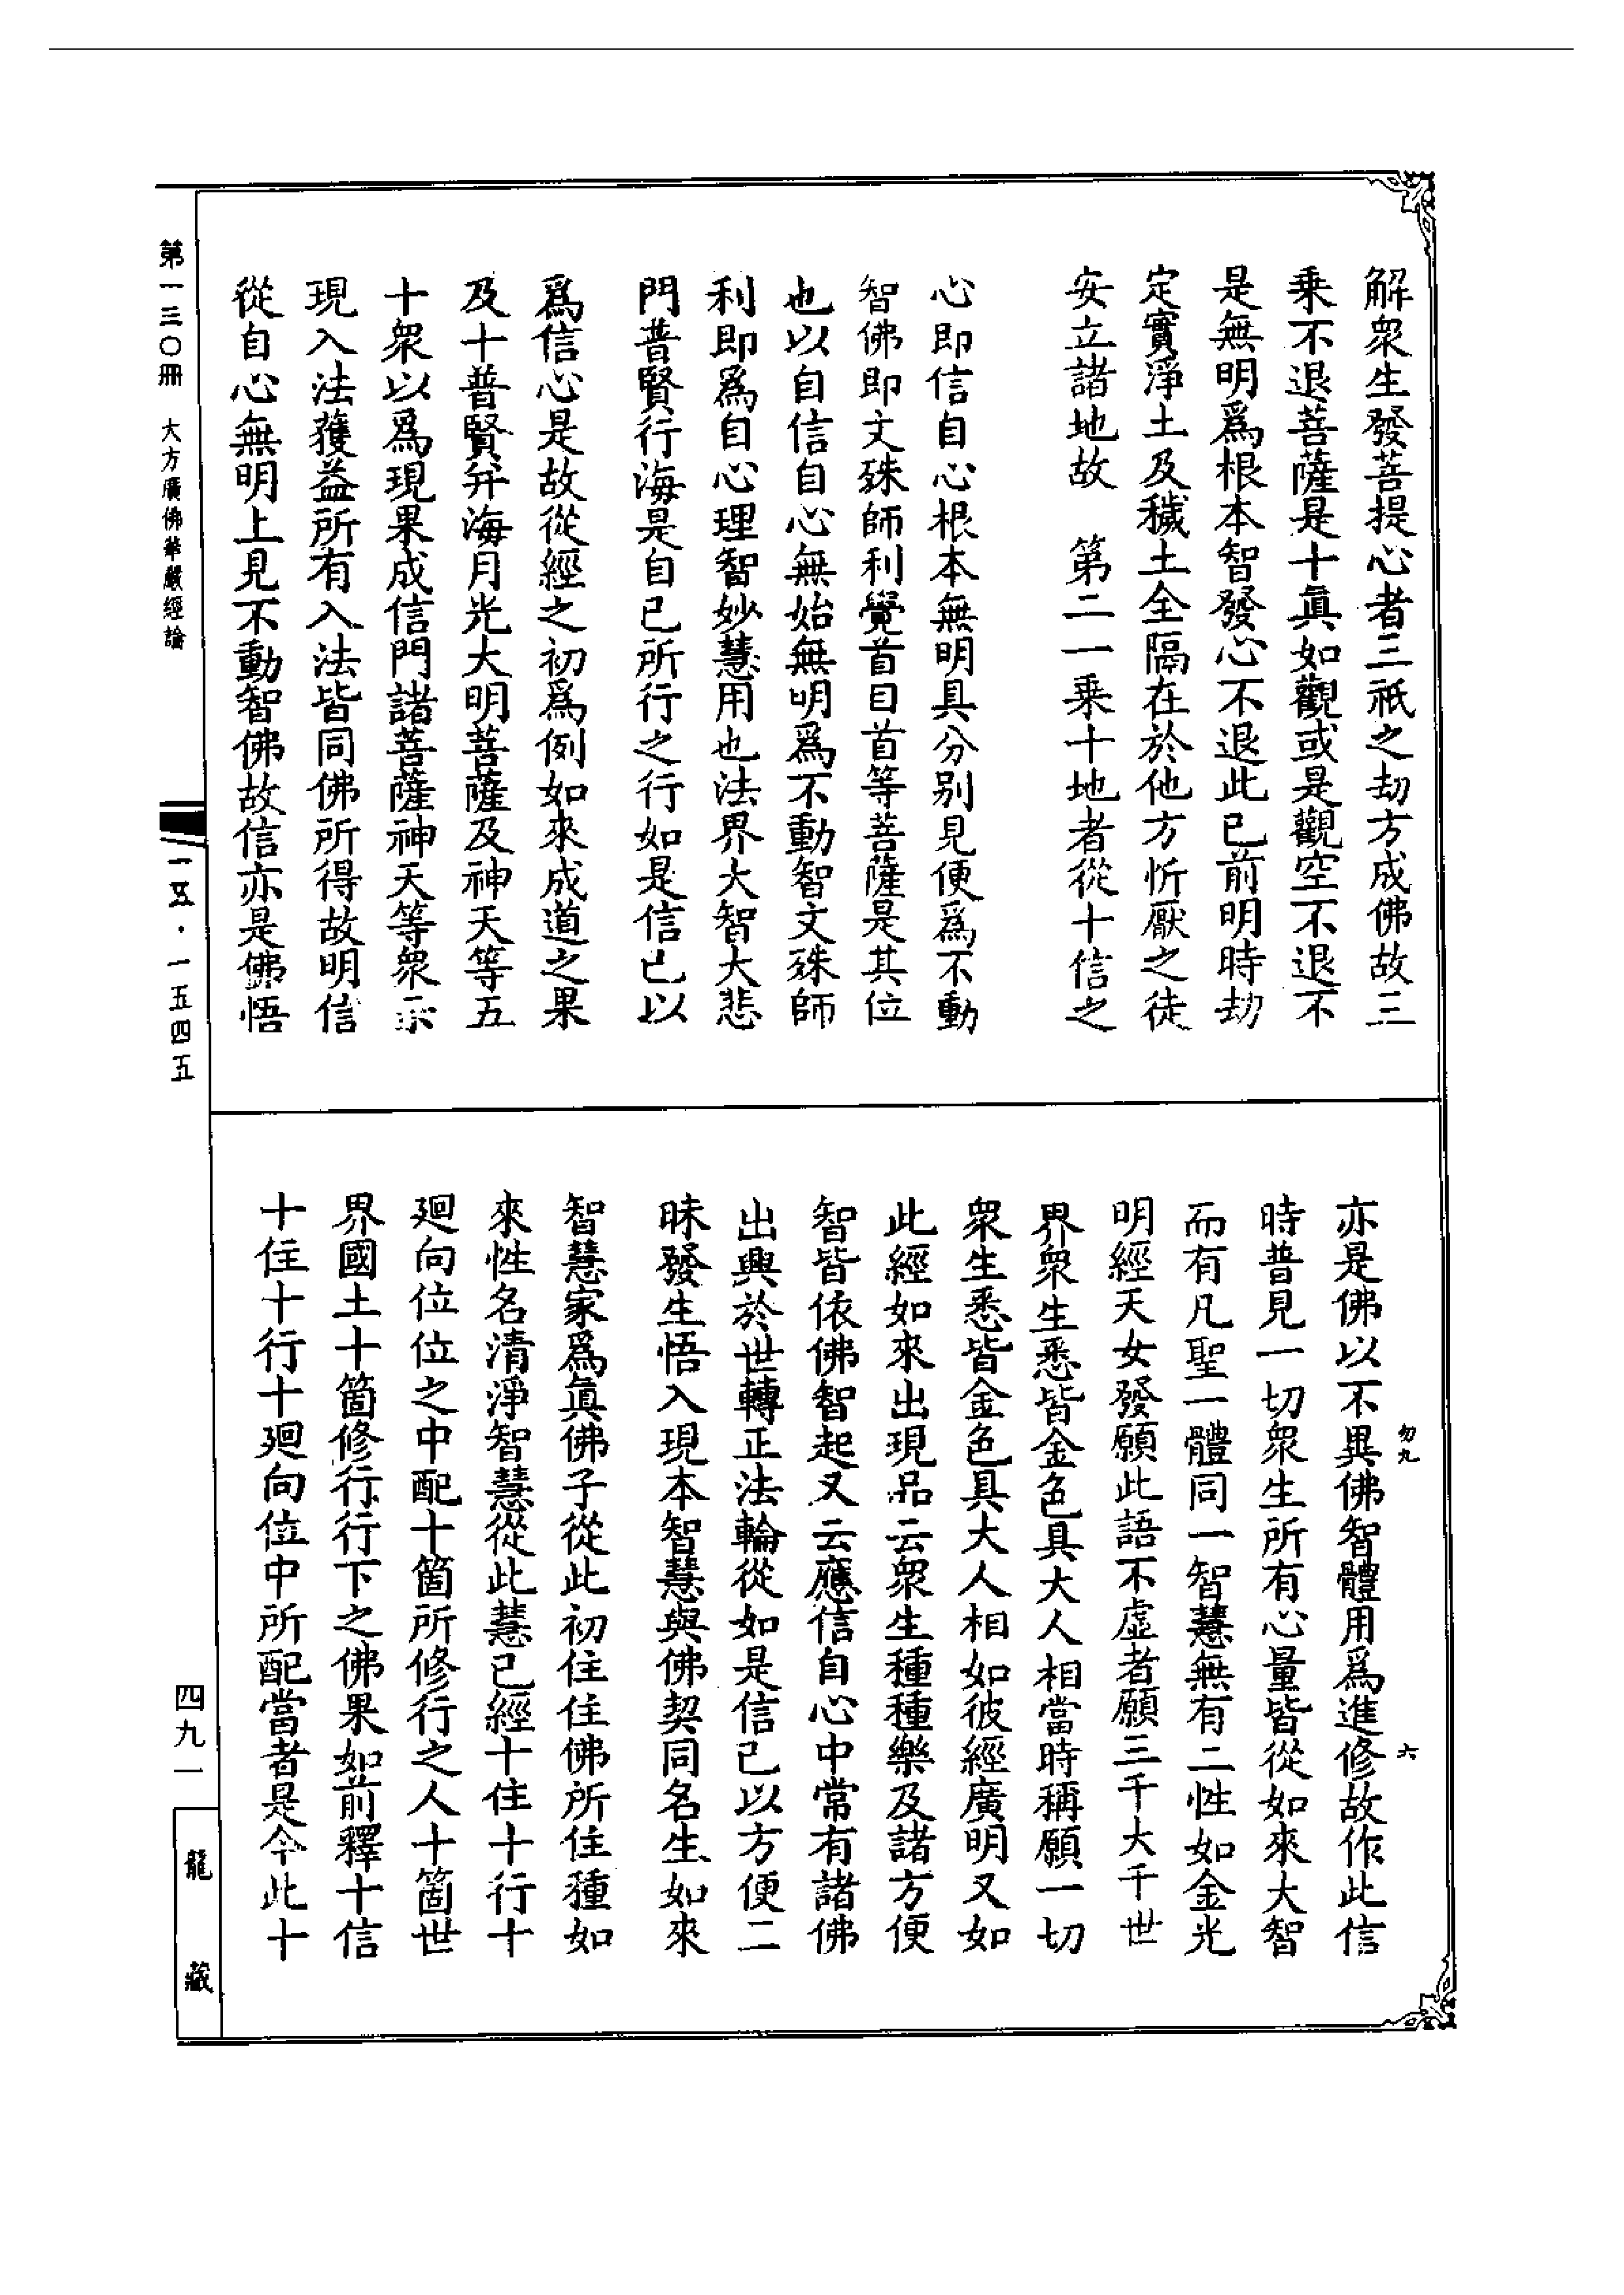 解衆生發菩提心者三祇之劫方成佛故三
乘不退菩薩是十眞如觀或是觀空不退不
是無明爲根本智發心不退此已前明時劫
定實淨土及穢土全隔在於他方忻厭之徒
安立諸地故　第二一乘十地者從十信之
心即信自心根本無明具分別見便爲不動
智佛即文殊師利覺首目首等菩薩是其位
也以自信自心無始無明爲不動智文殊師
利即爲自心理智妙慧用也法界大智大悲
門普賢行海是自已所行之行如是信已以
爲信心是故從經之初爲例如來成道之果
及十普賢并海月光大明菩薩及神天等五
十衆以爲現果成信門諸菩薩神天等衆示
現入法獲益所有入法皆同佛所得故明信
從自心無明上見不動智佛故信亦是佛悟
亦是佛以不異佛智體用爲進修故作此信
時普見一切衆生所有心量皆從如來大智
而有凡聖一體同一智慧無有二性如金光
明經天女發願此語不虛者願三千大千世
界衆生悉皆金色具大人相當時稱願一切
衆生悉皆金色具大人相如彼經廣明又如
此經如來出現品云衆生種種樂及諸方便
智皆依佛智起又云應信自心中常有諸佛
出興於世轉正法輪從如是信已以方便二
昧發生悟入現本智慧與佛契同名生如來
智慧家爲眞佛子從此初住住佛所住種如
來性名清淨智慧從此慧已經十住十行十
廻向位位之中配十箇所修行之人十箇世
界國土十箇修行行下之佛果如前釋十信
十住十行十廻向位中所配當者是今此十
勿九
六
第一三〇冊　大方廣佛華嚴經論
一五·一五四五
四九一
龍藏